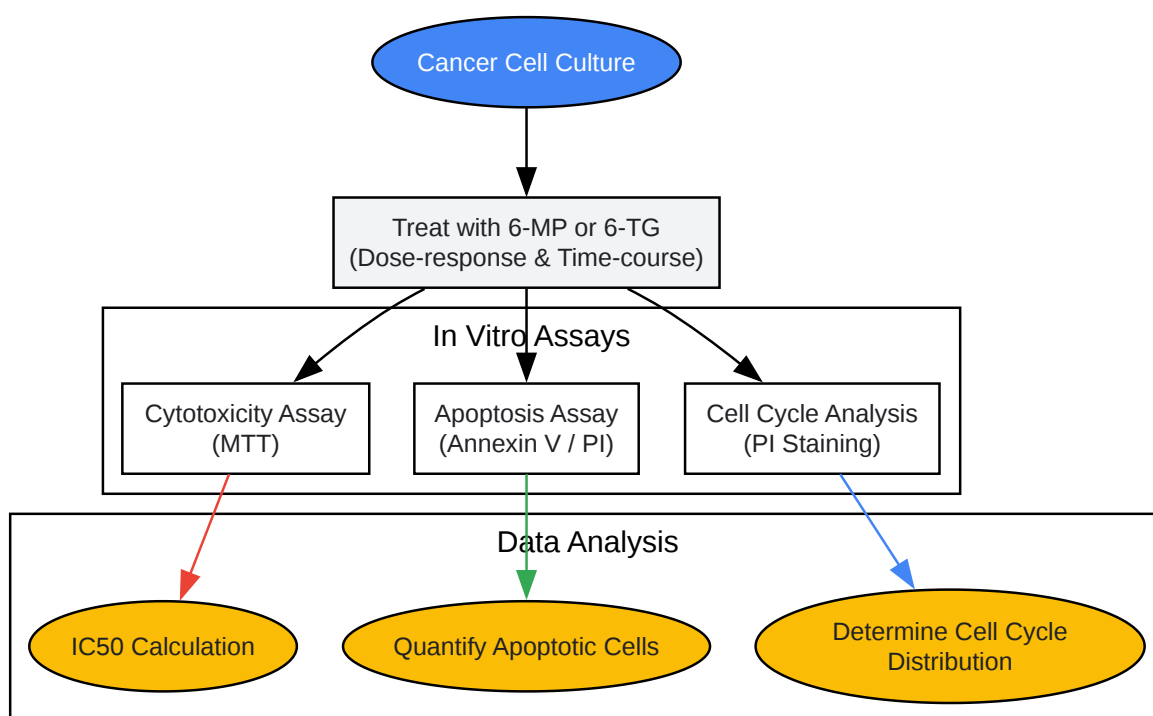 Cancer Cell Culture
Treat with 6-MP or 6-TG
(Dose-response & Time-course)
In Vitro Assays
Cytotoxicity Assay
(MTT)
Apoptosis Assay
(Annexin V / PI)
Cell Cycle Analysis
(PI Staining)
Data Analysis
IC50 Calculation
Quantify Apoptotic Cells
Determine Cell Cycle
Distribution